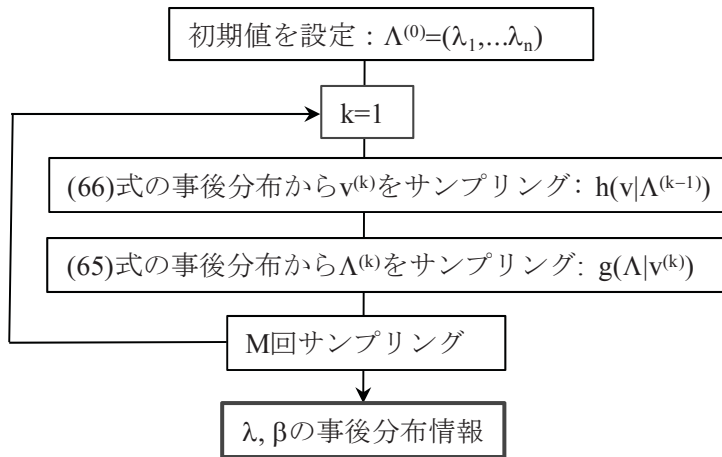 初期値を設定：Λ⁽⁰⁾=(λ₁,...λₙ)
k=1
(66)式の事後分布からv⁽ᵏ⁾をサンプリング: h(v|Λ⁽ᵏ⁻¹⁾)
(65)式の事後分布からΛ⁽ᵏ⁾をサンプリング: g(Λ|v⁽ᵏ⁾)
M回サンプリング
λ, βの事後分布情報